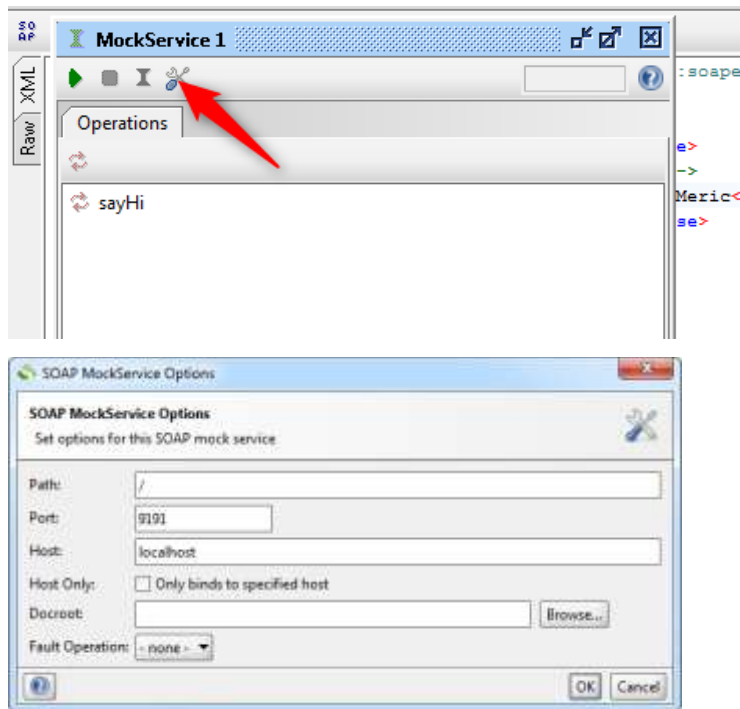 SO
AP
MockService 1
XML
Raw
:soape
Operations
e>
->
sayHi
Meric<
se>
SOAP MockService Options
SOAP MockService Options
Set options for this SOAP mock service
Path: /
Port: 9191
Host: localhost
Host Only: Only binds to specified host
Docroot: Browse...
Fault Operation: - none -
OK Cancel